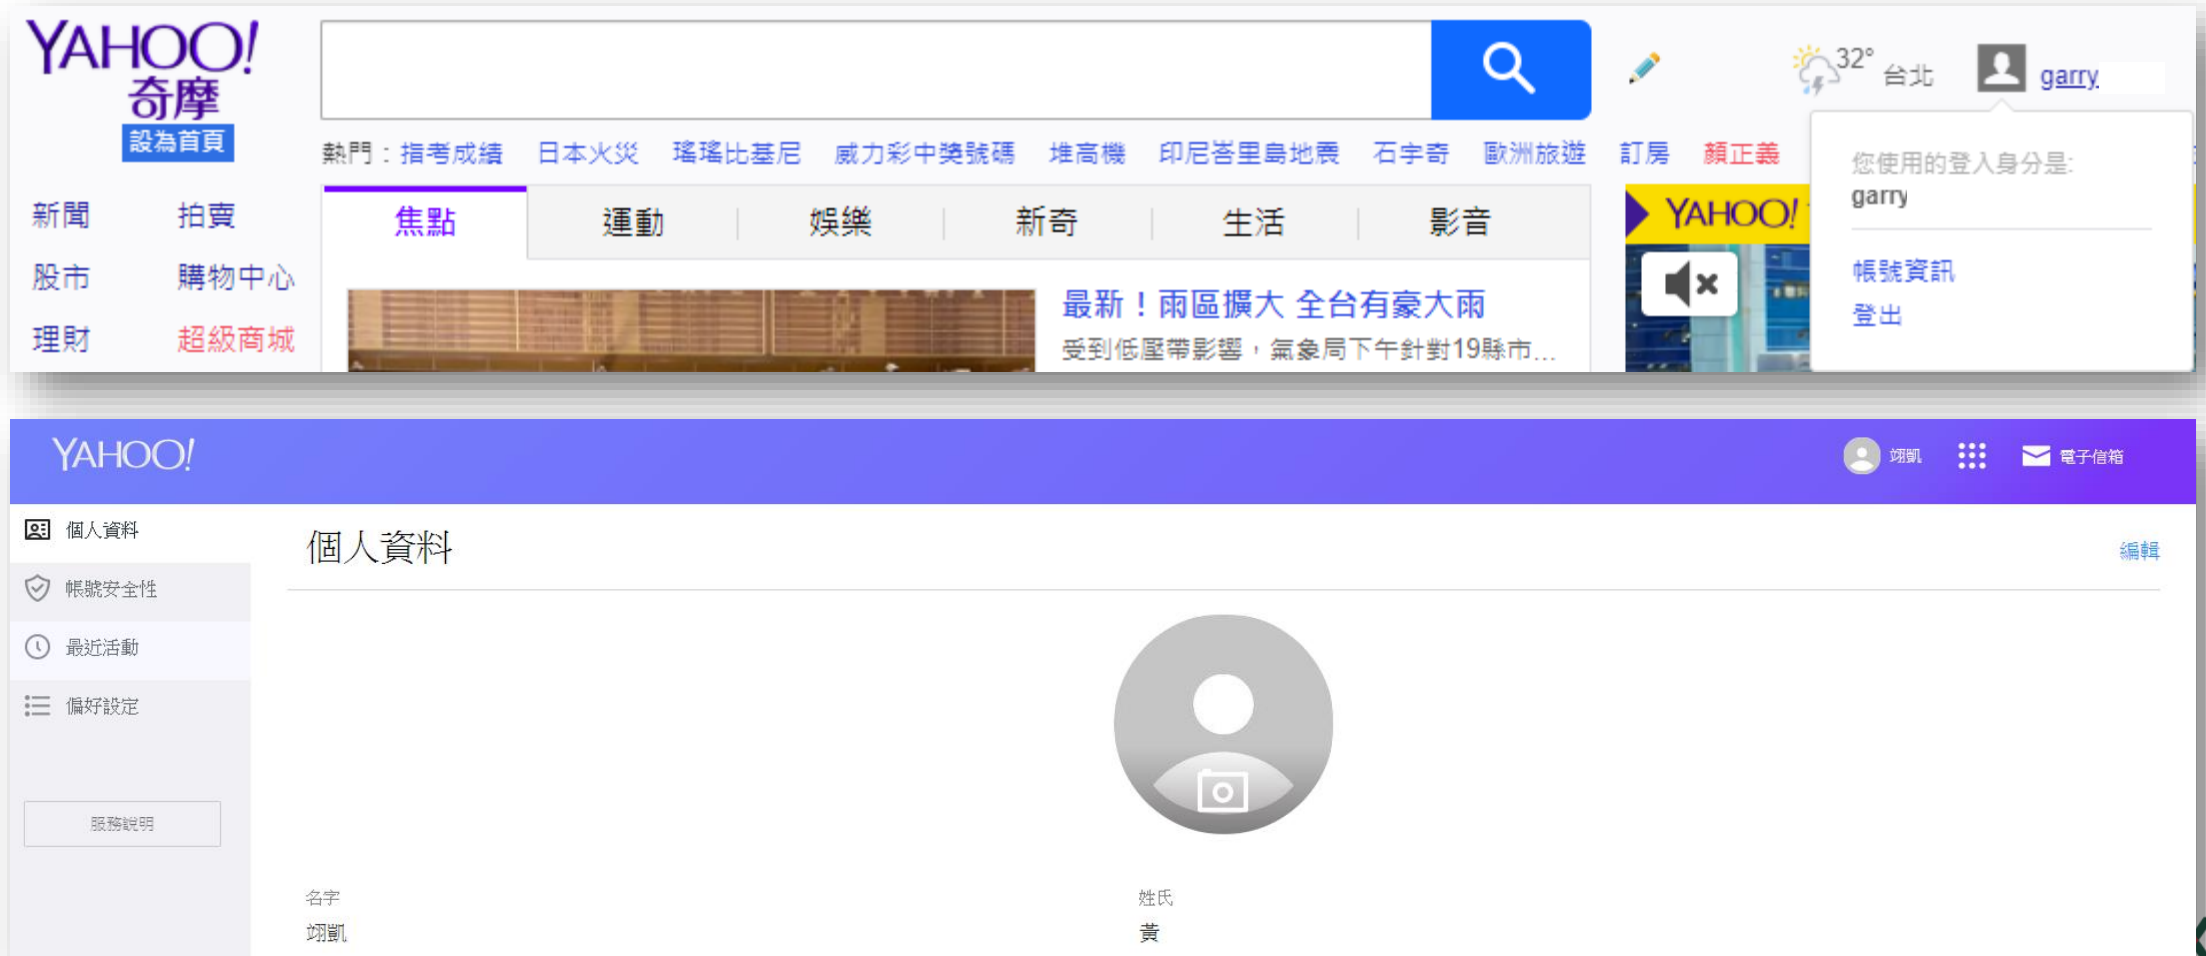 YAHOO!
奇摩
設為首頁
32° 台北
garry
熱門：指考成績 日本火災 瑤瑤比基尼 威力彩中獎號碼 堆高機 印尼峇里島地震 石宇奇 歐洲旅遊 訂房 顏正義
您使用的登入身分是:
garry
帳號資訊
登出
新聞 拍賣
股市 購物中心
理財 超級商城
焦點 運動 娛樂 新奇 生活 影音
最新！雨區擴大 全台有豪大雨
受到低壓帶影響，氣象局下午針對19縣市...
YAHOO!
YAHOO!
翊凱
電子信箱
個人資料
帳號安全性
最近活動
偏好設定
服務說明
個人資料
編輯
名字
翊凱
姓氏
黃